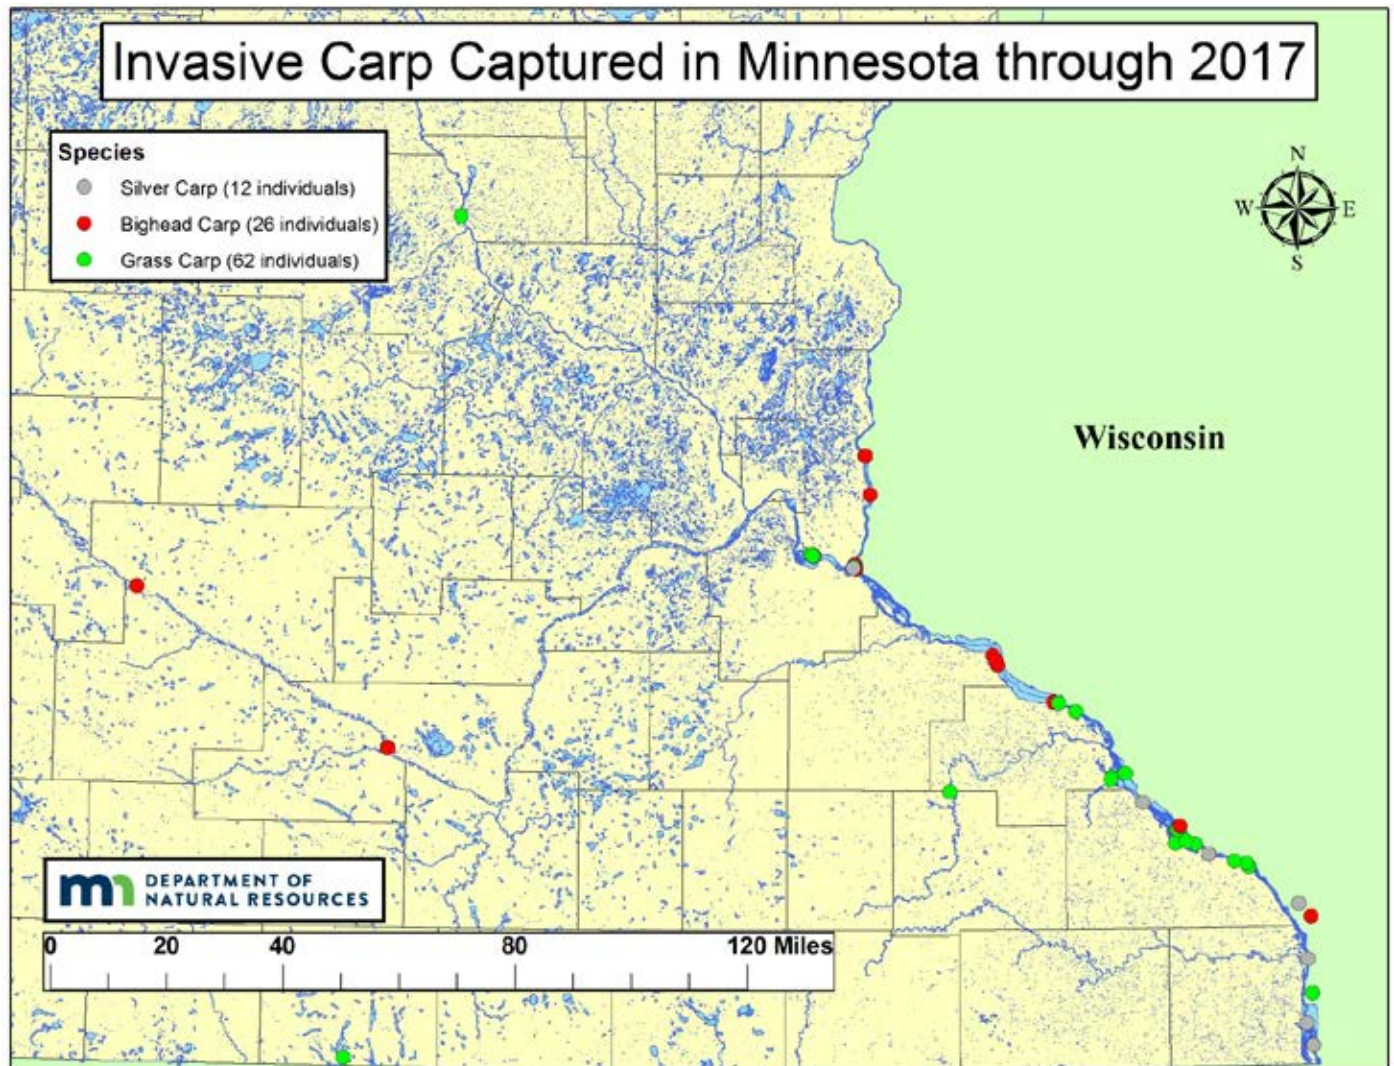 Invasive Carp Captured in Minnesota through 2017
Species
Silver Carp (12 individuals)
Bighead Carp (26 individuals)
Grass Carp (62 individuals)
N
W E
S
Wisconsin
mn DEPARTMENT OF
NATURAL RESOURCES
0 20 40 80 120 Miles